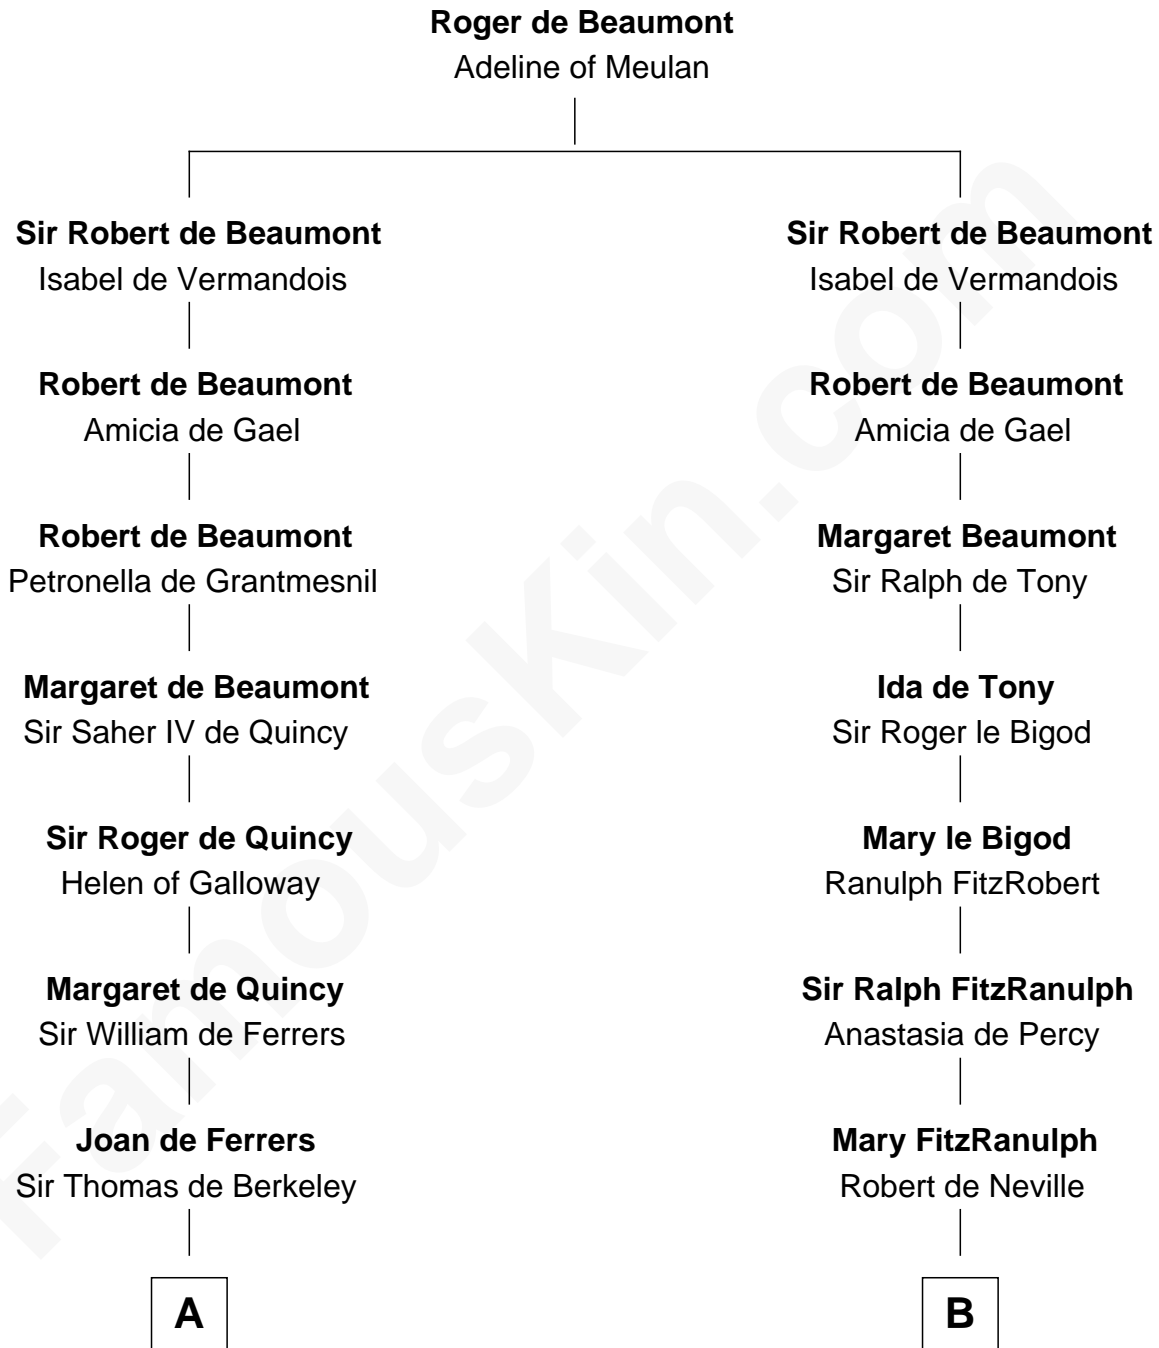 Roger de Beaumont
Adeline of Meulan
Sir Robert de Beaumont
Isabel de Vermandois
Robert de Beaumont
Amicia de Gael
Robert de Beaumont
Petronella de Grantmesnil
Margaret de Beaumont
Sir Saher IV de Quincy
Sir Roger de Quincy
Helen of Galloway
Margaret de Quincy
Sir William de Ferrers
Joan de Ferrers
Sir Thomas de Berkeley
A
Sir Robert de Beaumont
Isabel de Vermandois
Robert de Beaumont
Amicia de Gael
Margaret Beaumont
Sir Ralph de Tony
Ida de Tony
Sir Roger le Bigod
Mary le Bigod
Ranulph FitzRobert
Sir Ralph FitzRanulph
Anastasia de Percy
Mary FitzRanulph
Robert de Neville
B
FamousKin.com